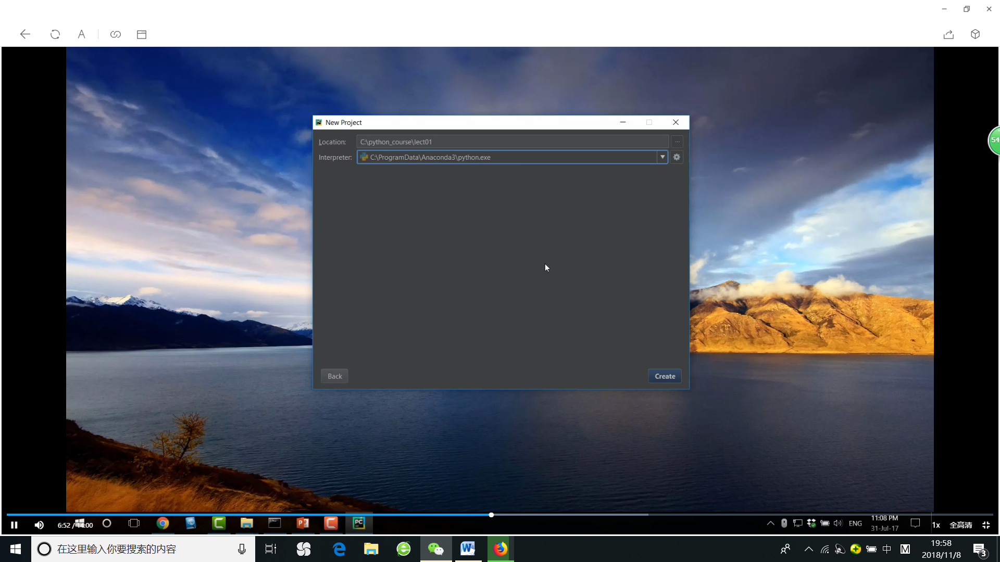 New Project
Location: C:\python_course\lect01 ...
Interpreter: C:\ProgramData\Anaconda3\python.exe
54
Back
Create
6:52 / 14:00
PC
ENG
11:08 PM
31-Jul-17
1x
全高清
在这里输入你要搜索的内容
中
M
19:58
2018/11/8
3